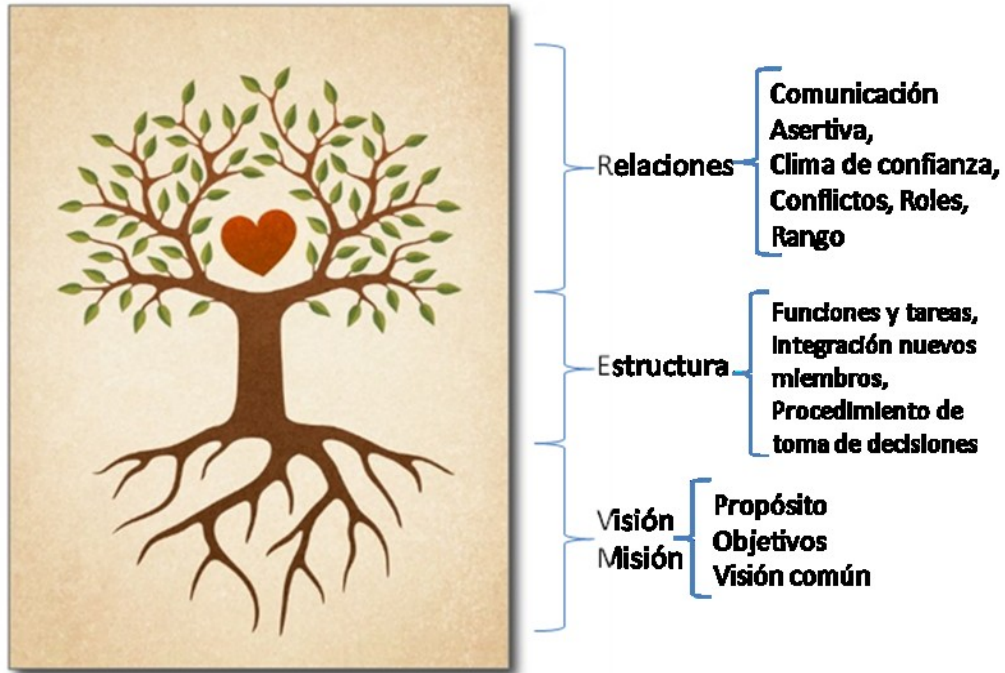 Relaciones
Comunicación
Asertiva,
Clima de confianza,
Conflictos, Roles,
Rango
Estructura
Funciones y tareas,
Integración nuevos
miembros,
Procedimiento de
toma de decisiones
Visión
Misión
Propósito
Objetivos
Visión común